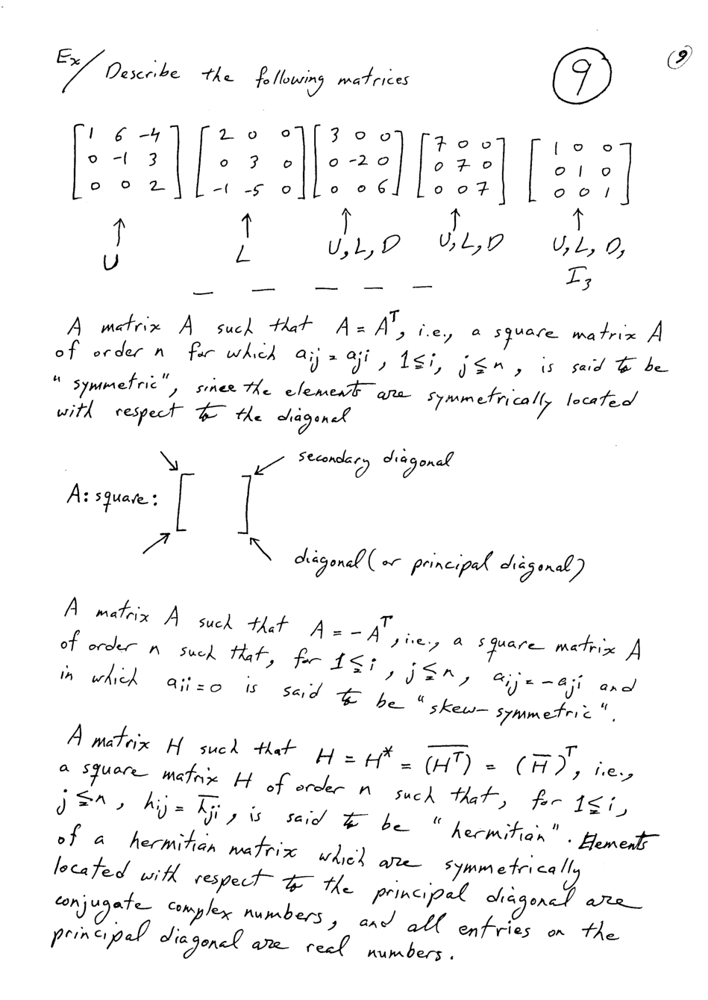 Ex/ Describe the following matrices 9 9
[1 6 -4] [2 0 0] [3 0 0] [7 0 0] [1 0 0]
[0 -1 3] [0 3 0] [0 -2 0] [0 7 0] [0 1 0]
[0 0 2] [-1 -5 0] [0 0 6] [0 0 7] [0 0 1]
↑ ↑ ↑ ↑ ↑
U L U, L, D U, L, D U, L, D,
I₃
A matrix A such that A = Aᵀ, i.e., a square matrix A
of order n for which aij = aji, 1≤i, j≤n, is said to be
"symmetric", since the elements are symmetrically located
with respect to the diagonal
secondary diagonal
A: square: [ ]
diagonal (or principal diagonal)
A matrix A such that A = -Aᵀ, i.e., a square matrix A
of order n such that, for 1≤i, j≤n, aij = -aji and
in which aii = 0 is said to be "skew-symmetric".
A matrix H such that H = H* = \overline{(Hᵀ)} = (\overline{H})ᵀ, i.e.,
a square matrix H of order n such that, for 1≤i,
j≤n, hij = \overline{hji}, is said to be "hermitian". Elements
of a hermitian matrix which are symmetrically
located with respect to the principal diagonal are
conjugate complex numbers, and all entries on the
principal diagonal are real numbers.